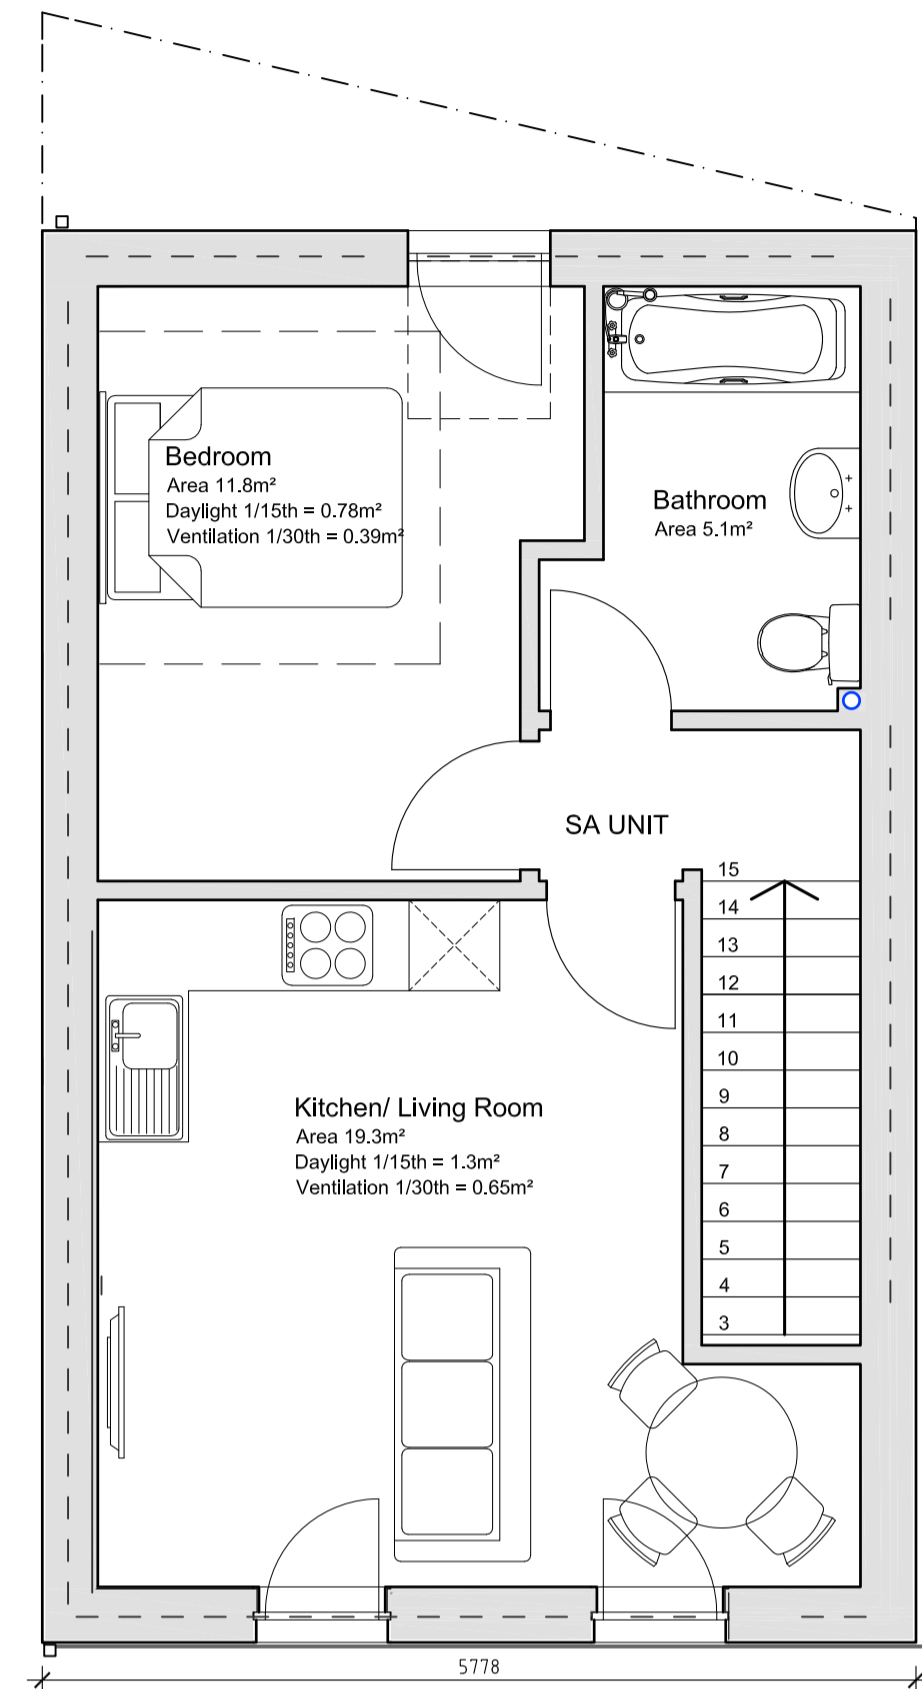 Bedroom
Area 11.8m²
Daylight 1/15th = 0.78m²
Ventilation 1/30th = 0.39m²
Bathroom
Area 5.1m²
SA UNIT
15
14
13
12
11
10
9
8
7
6
5
4
3
Kitchen/ Living Room
Area 19.3m²
Daylight 1/15th = 1.3m²
Ventilation 1/30th = 0.65m²
5778